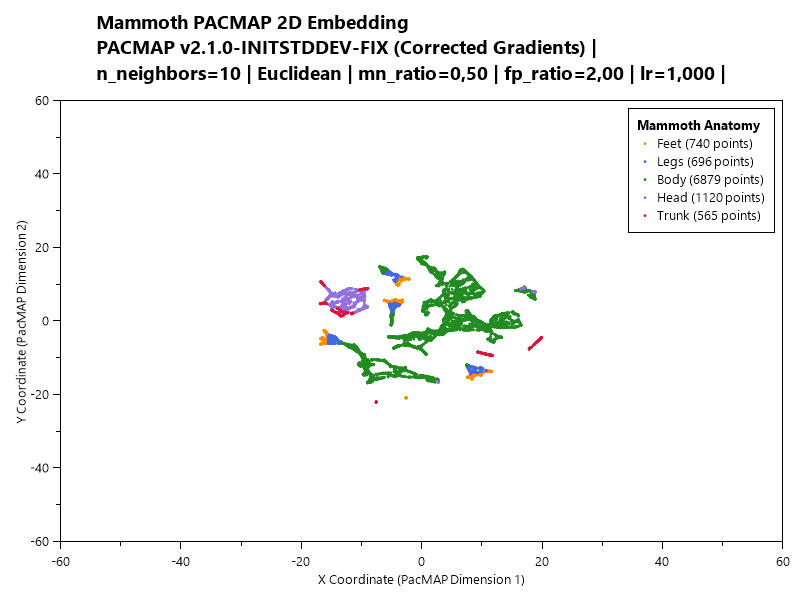 Mammoth PACMAP 2D Embedding
PACMAP v2.1.0-INITSTDDEV-FIX (Corrected Gradients) |
n_neighbors=10 | Euclidean | mn_ratio=0,50 | fp_ratio=2,00 | lr=1,000 |
Mammoth Anatomy
Feet (740 points)
Legs (696 points)
Body (6879 points)
Head (1120 points)
Trunk (565 points)
Y Coordinate (PacMAP Dimension 2)
60
40
20
0
-20
-40
-60
-60 -40 -20 0 20 40 60
X Coordinate (PacMAP Dimension 1)